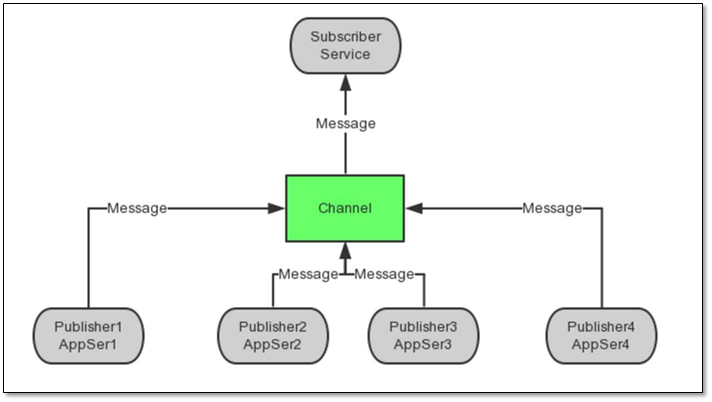 Subscriber
Service
Message
Message
Channel
Message
Message
Message
Publisher1
AppSer1
Publisher2
AppSer2
Publisher3
AppSer3
Publisher4
AppSer4